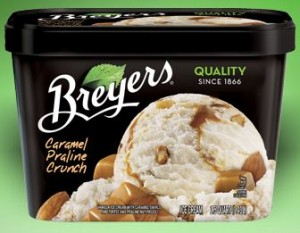 Breyers
QUALITY
SINCE 1866
Caramel
Praline
Crunch
ICE CREAM